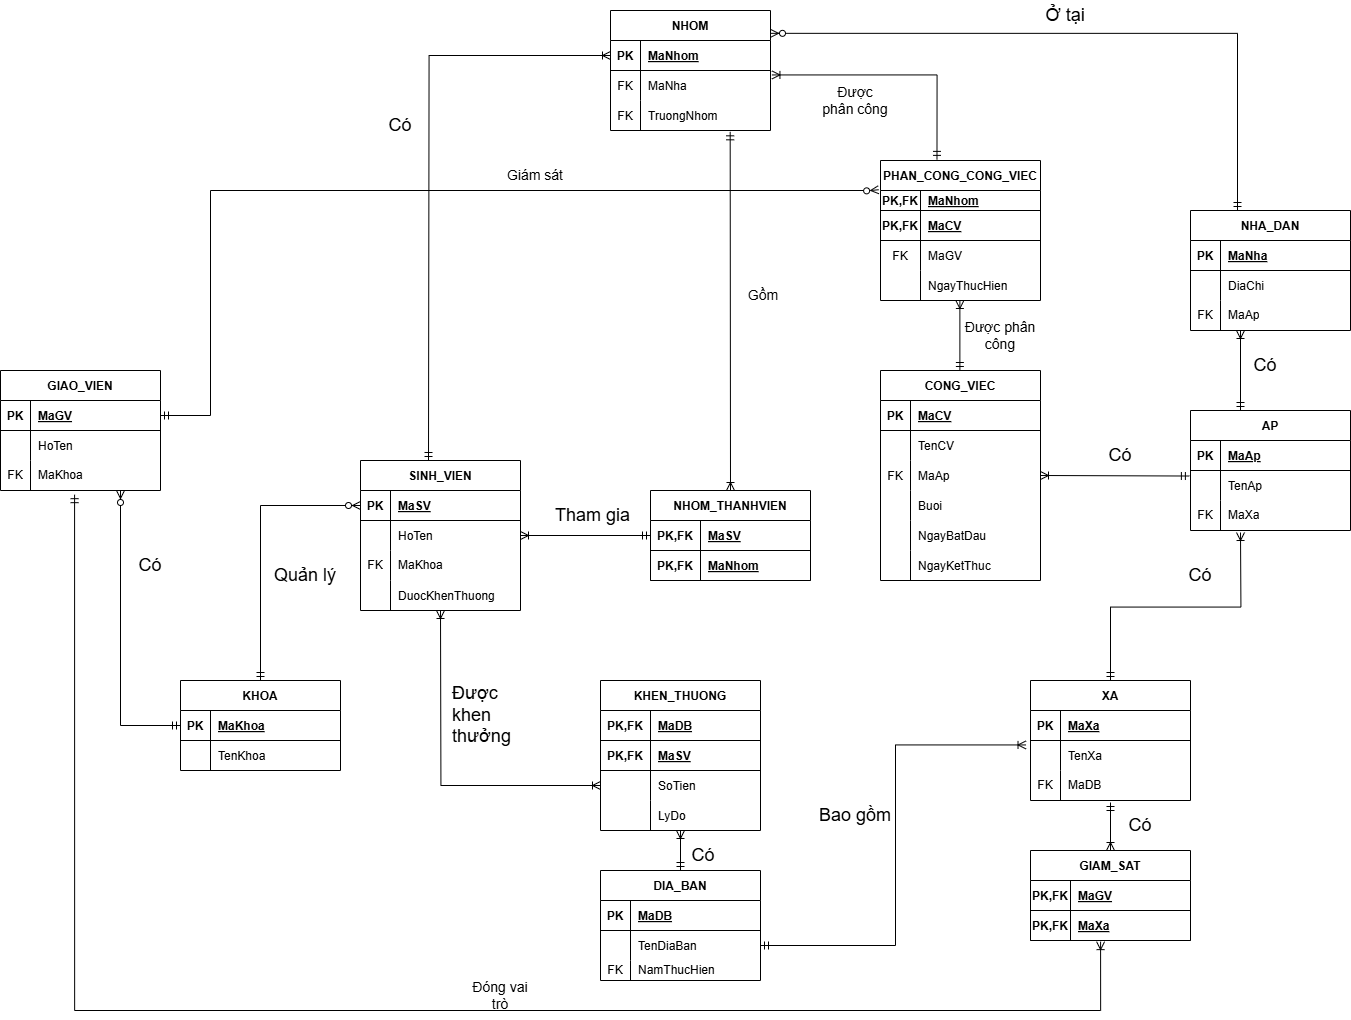 NHOM
PK MaNhom
FK MaNha
FK TruongNhom
Ở tại
Có
Được
phân công
Giám sát
PHAN_CONG_CONG_VIEC
PK,FK MaNhom
PK,FK MaCV
FK MaGV
NgayThucHien
NHA_DAN
PK MaNha
DiaChi
FK MaAp
Gồm
Được phân
công
Có
GIAO_VIEN
PK MaGV
HoTen
FK MaKhoa
CONG_VIEC
PK MaCV
TenCV
FK MaAp
Buoi
NgayBatDau
NgayKetThuc
Có
AP
PK MaAp
TenAp
FK MaXa
SINH_VIEN
PK MaSV
HoTen
FK MaKhoa
DuocKhenThuong
Tham gia
NHOM_THANHVIEN
PK,FK MaSV
PK,FK MaNhom
Có
Quản lý
Có
KHOA
PK MaKhoa
TenKhoa
Được
khen
thưởng
KHEN_THUONG
PK,FK MaDB
PK,FK MaSV
SoTien
LyDo
XA
PK MaXa
TenXa
FK MaDB
Bao gồm
Có
Có
DIA_BAN
PK MaDB
TenDiaBan
FK NamThucHien
GIAM_SAT
PK,FK MaGV
PK,FK MaXa
Đóng vai
trò